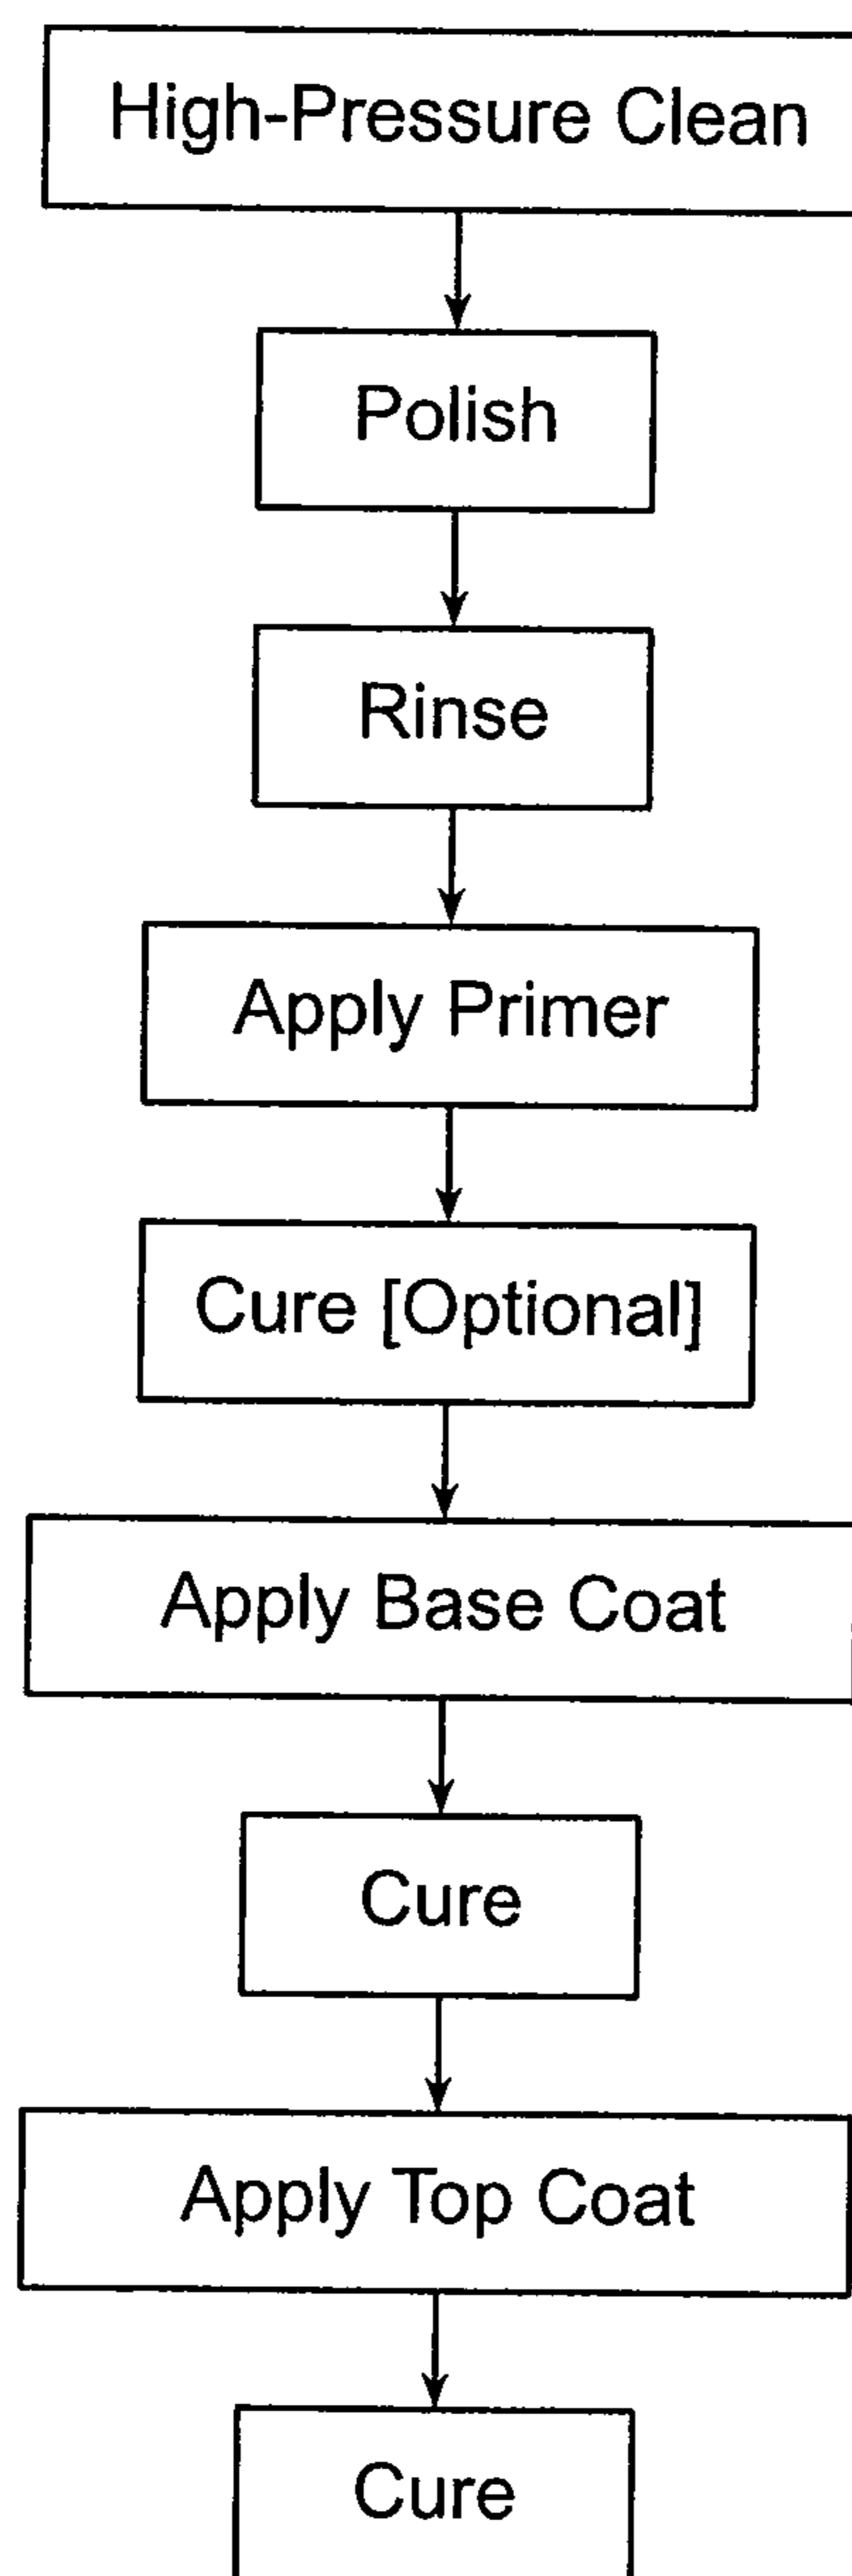 High-Pressure Clean
Polish
Rinse
Apply Primer
Cure [Optional]
Apply Base Coat
Cure
Apply Top Coat
Cure